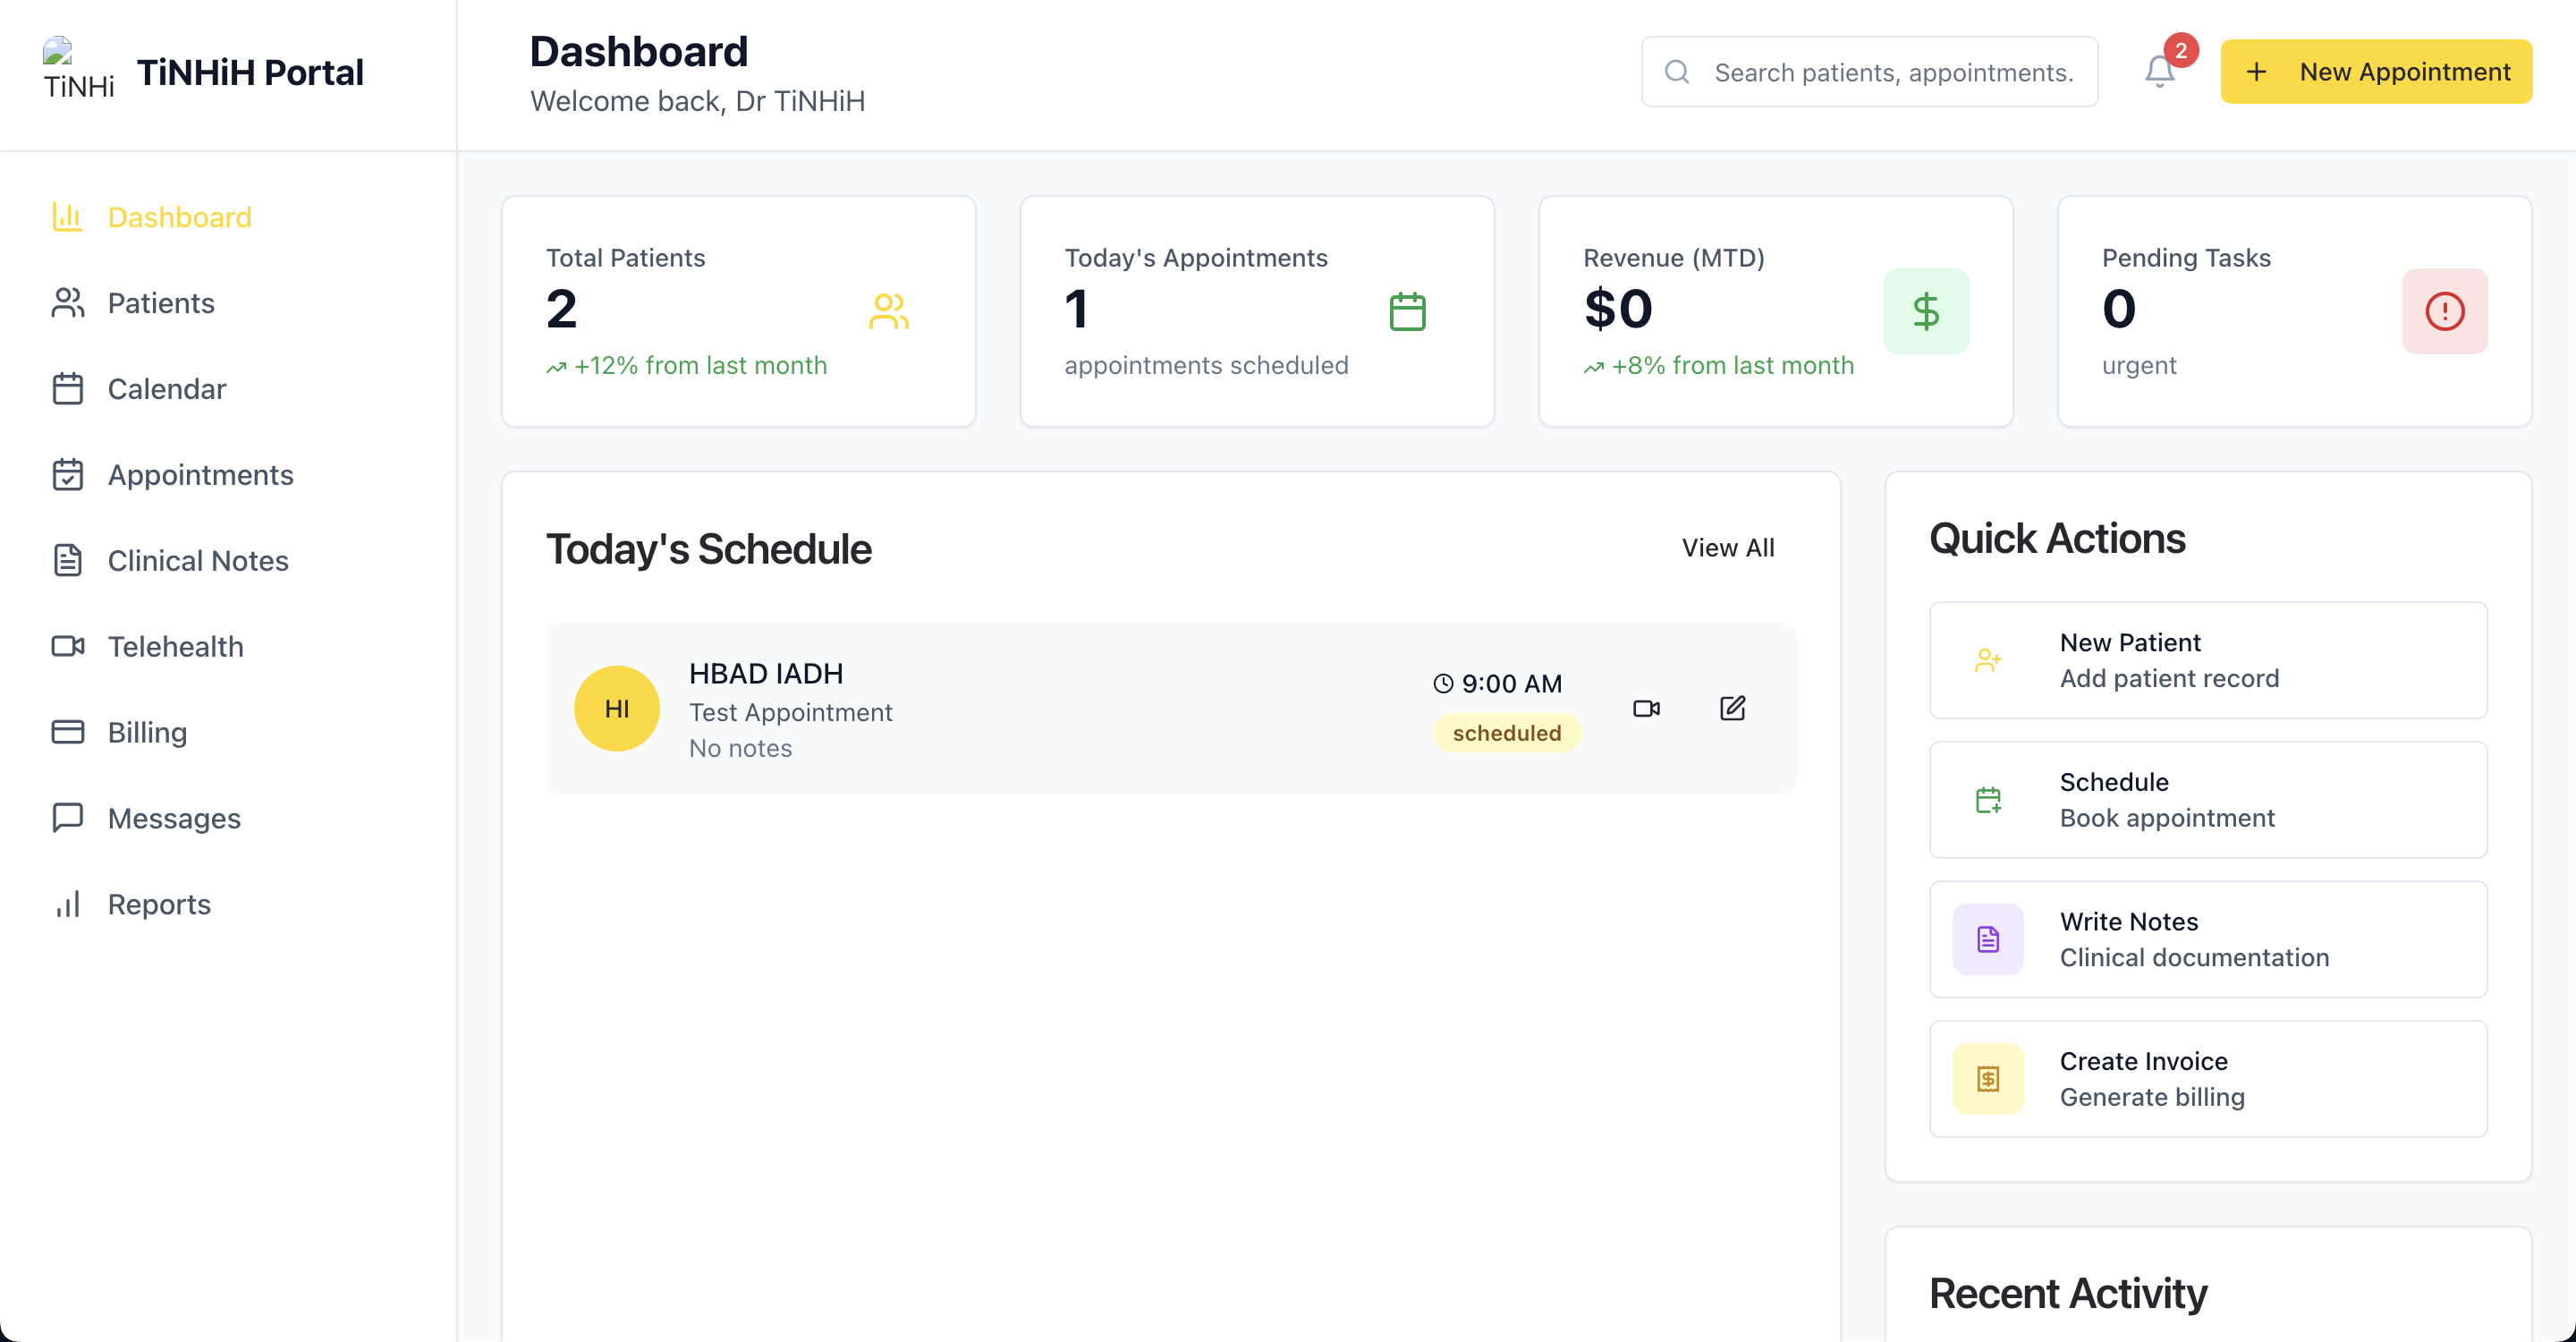 TiNHi
TiNHiH Portal
Dashboard
Welcome back, Dr TiNHiH
Search patients, appointments.
2
New Appointment
Dashboard
Patients
Calendar
Appointments
Clinical Notes
Telehealth
Billing
Messages
Reports
Total Patients
2
+12% from last month
Today's Appointments
1
appointments scheduled
Revenue (MTD)
$0
+8% from last month
Pending Tasks
0
urgent
Today's Schedule
View All
HI
HBAD IADH
Test Appointment
No notes
9:00 AM
scheduled
Quick Actions
New Patient
Add patient record
Schedule
Book appointment
Write Notes
Clinical documentation
Create Invoice
Generate billing
Recent Activity